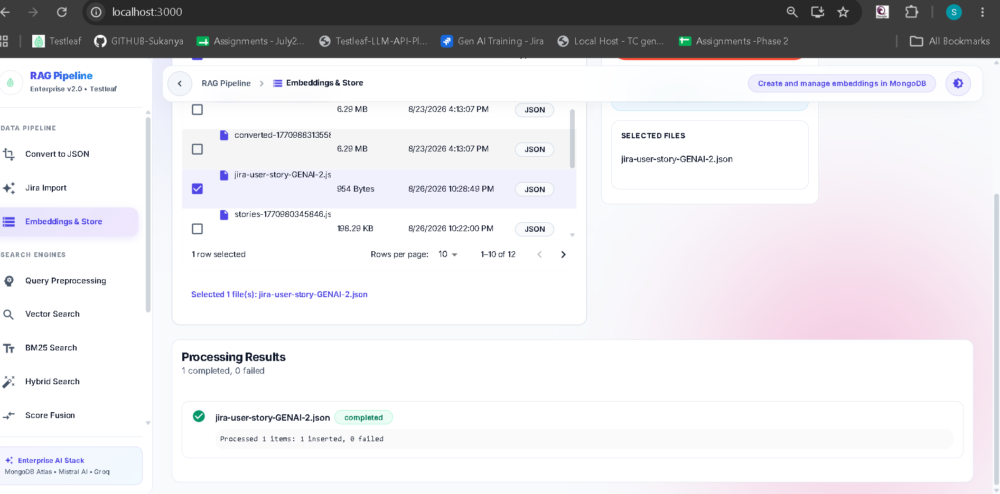 localhost:3000
S
Testleaf
GITHUB-Sukanya
Assignments - July2...
Testleaf-LLM-API-Pl...
Gen AI Training - Jira
Local Host - TC gen...
Assignments -Phase 2
All Bookmarks
RAG Pipeline
Enterprise v2.0 • Testleaf
DATA PIPELINE
Convert to JSON
Jira Import
Embeddings & Store
SEARCH ENGINES
Query Preprocessing
Vector Search
BM25 Search
Hybrid Search
Score Fusion
Enterprise AI Stack
MongoDB Atlas • Mistral AI • Groq
RAG Pipeline
Embeddings & Store
Create and manage embeddings in MongoDB
6.29 MB 8/23/2026 4:13:07 PM JSON
converted-1770988313558
6.29 MB 8/23/2026 4:13:07 PM JSON
jira-user-story-GENAI-2.js
954 Bytes 8/26/2026 10:28:49 PM JSON
stories-1770980345846.js
198.29 KB 8/26/2026 10:22:00 PM JSON
1 row selected
Rows per page: 10
1–10 of 12
Selected 1 file(s): jira-user-story-GENAI-2.json
SELECTED FILES
jira-user-story-GENAI-2.json
Processing Results
1 completed, 0 failed
jira-user-story-GENAI-2.json completed
Processed 1 items: 1 inserted, 0 failed